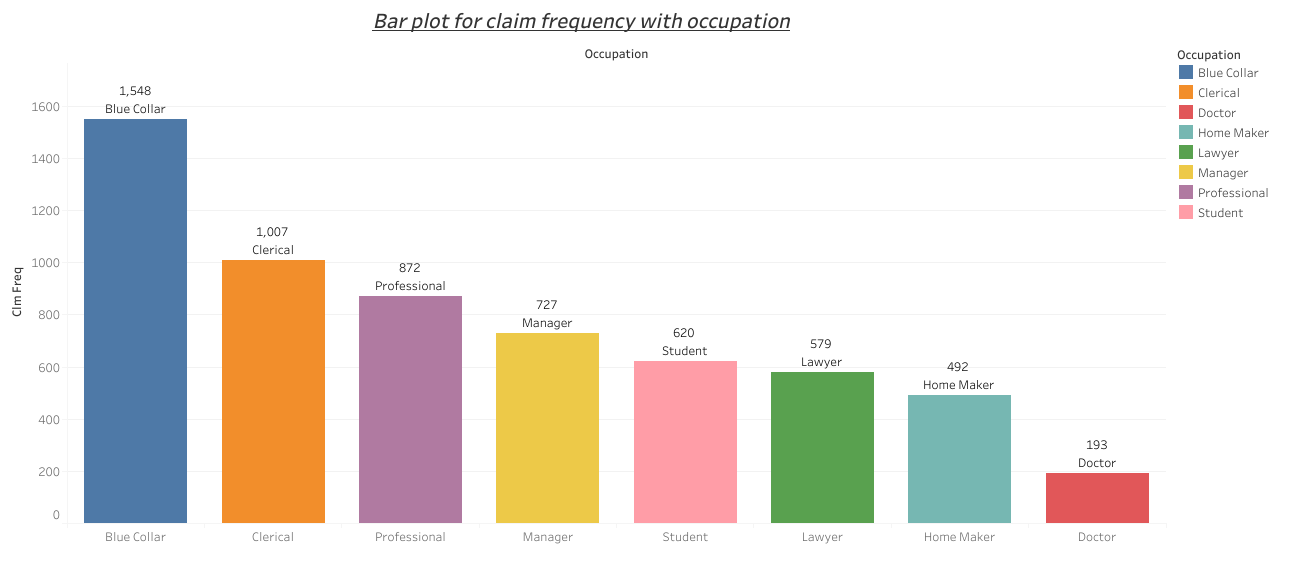 Bar plot for claim frequency with occupation
Occupation
Occupation
Blue Collar
Clerical
Doctor
Home Maker
Lawyer
Manager
Professional
Student
Clm Freq
1600
1400
1200
1000
800
600
400
200
0
1,548
Blue Collar
1,007
Clerical
872
Professional
727
Manager
620
Student
579
Lawyer
492
Home Maker
193
Doctor
Blue Collar
Clerical
Professional
Manager
Student
Lawyer
Home Maker
Doctor